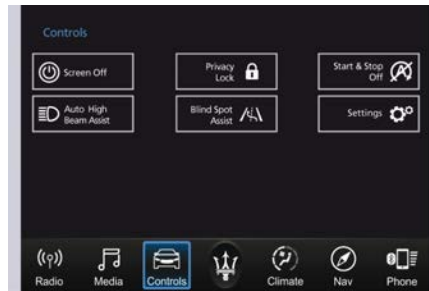 Controls
Screen Off
Privacy
Lock
Start & Stop
Off
Auto High
Beam Assist
Blind Spot
Assist
Settings
Radio
Media
Controls
Climate
Nav
Phone